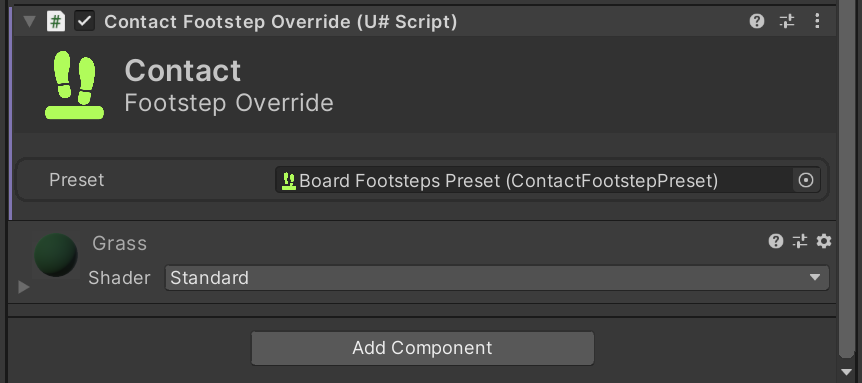 Contact Footstep Override (U# Script)
Contact
Footstep Override
Preset
Board Footsteps Preset (ContactFootstepPreset)
Grass
Shader
Standard
Add Component